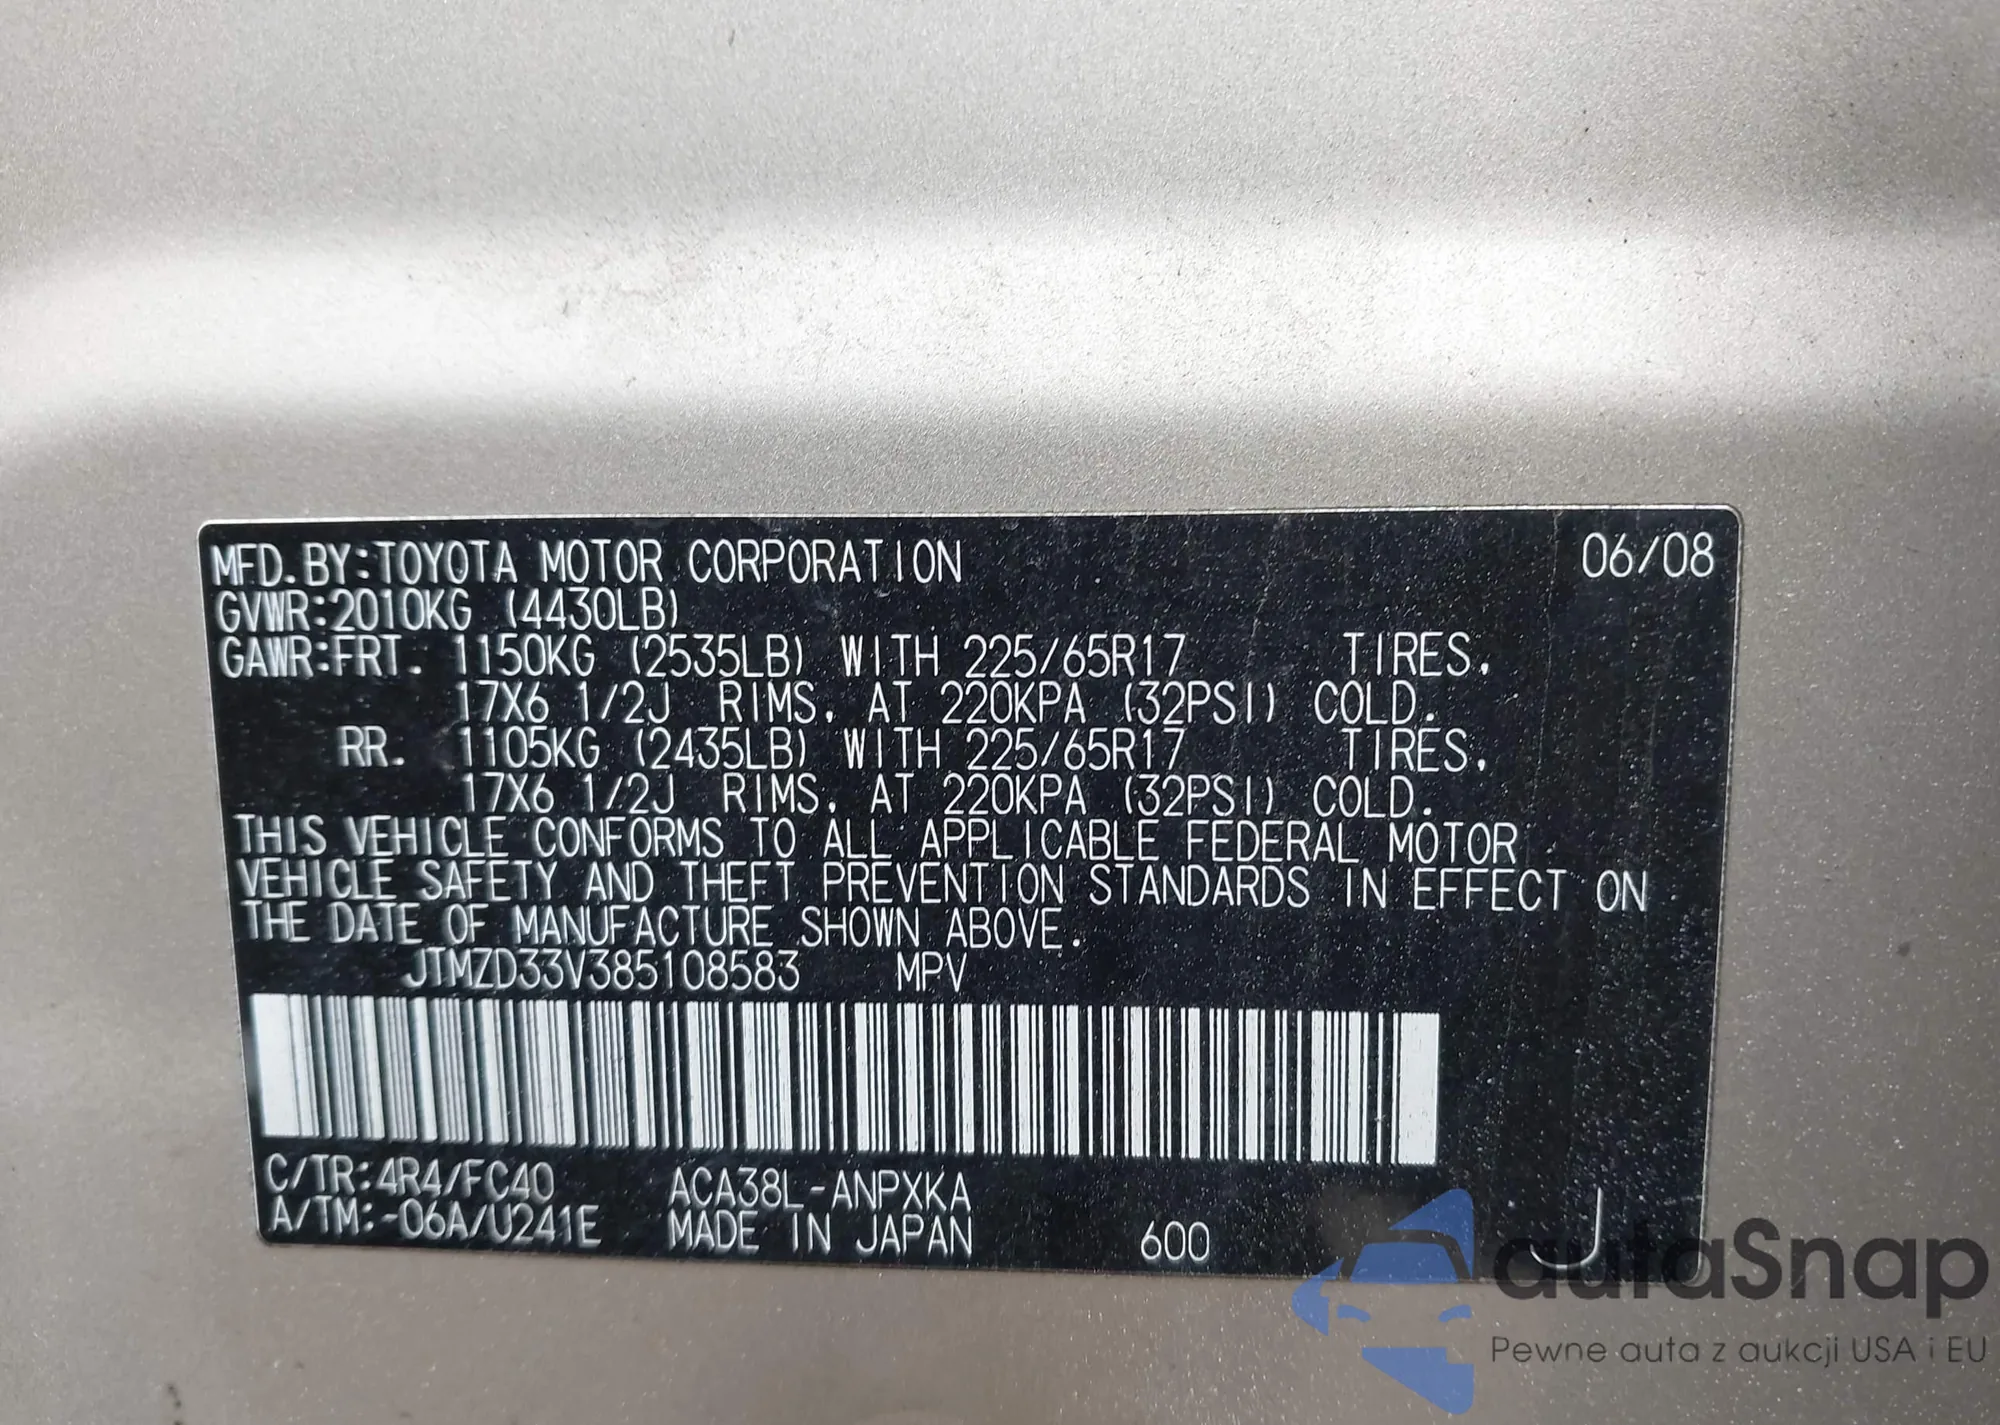 MFD.BY:TOYOTA MOTOR CORPORATION 06/08
GVWR:2010KG (4430LB)
GAWR:FRT. 1150KG (2535LB) WITH 225/65R17 TIRES,
17X6 1/2J RIMS, AT 220KPA (32PSI) COLD.
RR. 1105KG (2435LB) WITH 225/65R17 TIRES,
17X6 1/2J RIMS, AT 220KPA (32PSI) COLD.
THIS VEHICLE CONFORMS TO ALL APPLICABLE FEDERAL MOTOR
VEHICLE SAFETY AND THEFT PREVENTION STANDARDS IN EFFECT ON
THE DATE OF MANUFACTURE SHOWN ABOVE.
JTMZD33V385108583 MPV
C/TR:4R4/FC40 ACA38L-ANPXKA
A/TM:-06A/U241E MADE IN JAPAN 600 J
autaSnap
Pewne auta z aukcji USA i EU